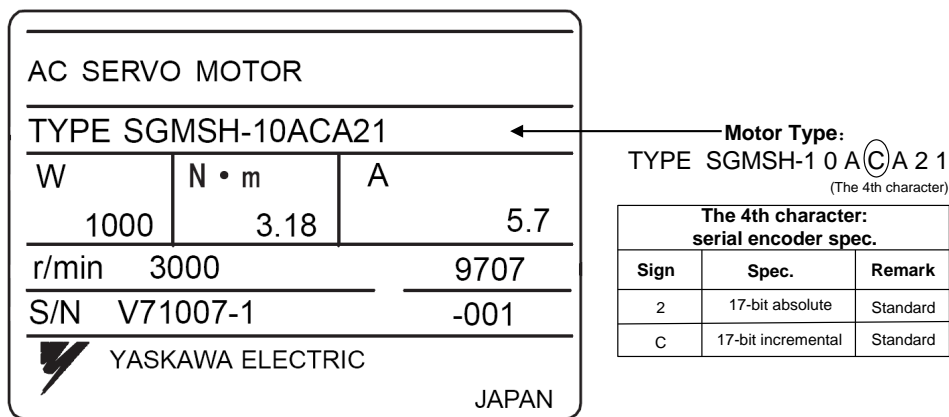 AC SERVO MOTOR
TYPE SGMSH-10ACA21
W N・m A
1000 3.18 5.7
r/min 3000 9707
S/N V71007-1 -001
YASKAWA ELECTRIC
JAPAN
Motor Type:
TYPE SGMSH-1 0 A C A 2 1
(The 4th character)
The 4th character:
serial encoder spec.
Sign Spec. Remark
2 17-bit absolute Standard
C 17-bit incremental Standard